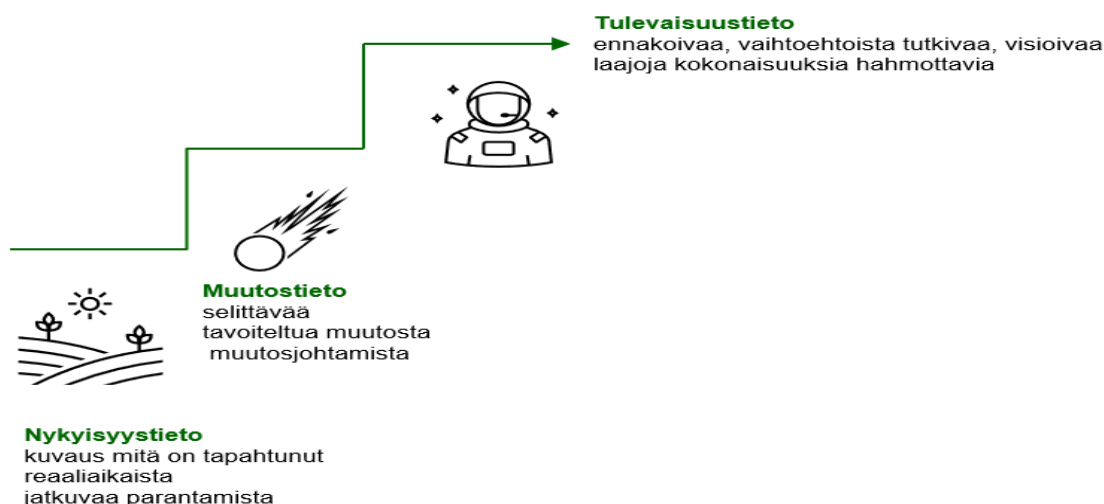 Tulevaisuustieto
ennakoivaa, vaihtoehtoista tutkivaa, visioivaa
laajoja kokonaisuuksia hahmottavia
Muutostieto
selittävää
tavoiteltua muutosta
muutosjohtamista
Nykyisyystieto
kuvaus mitä on tapahtunut
reaaliaikaista
jatkuvaa parantamista